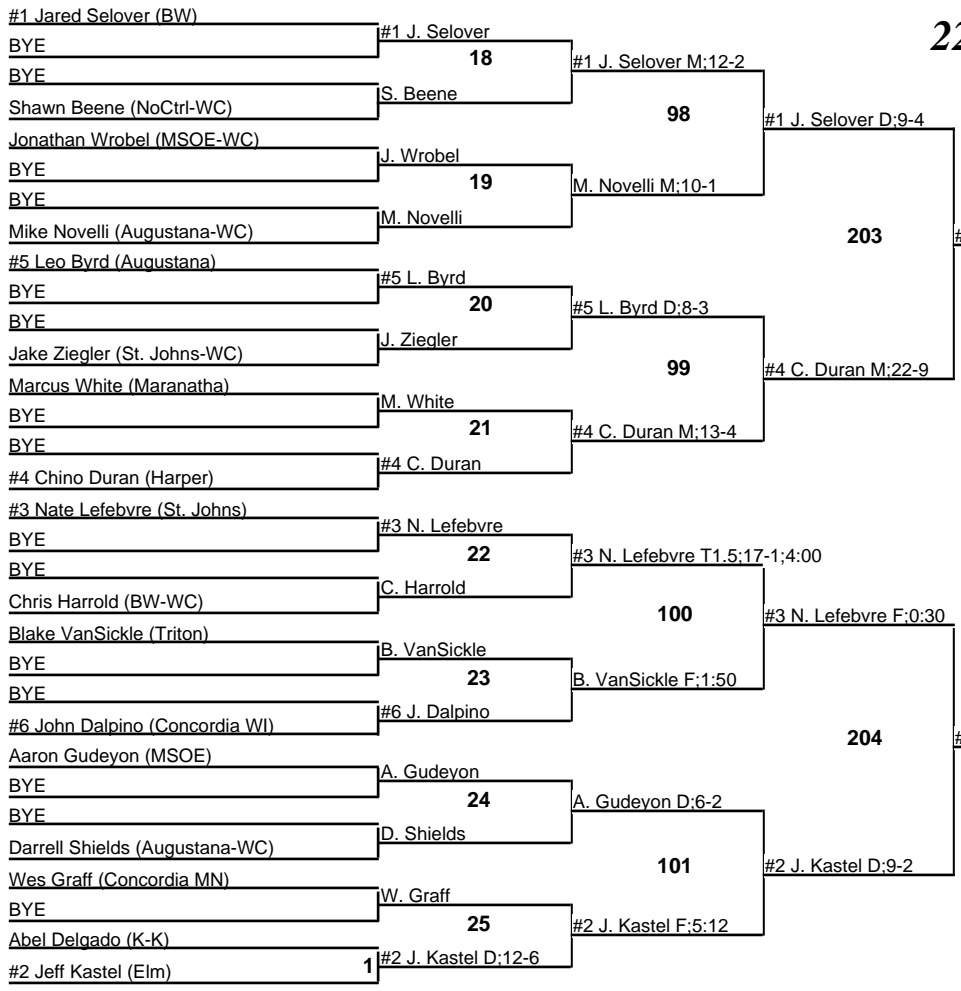 #1 Jared Selover (BW)
BYE
BYE
Shawn Beene (NoCtrl-WC)
Jonathan Wrobel (MSOE-WC)
BYE
BYE
Mike Novelli (Augustana-WC)
#5 Leo Byrd (Augustana)
BYE
BYE
Jake Ziegler (St. Johns-WC)
Marcus White (Maranatha)
BYE
BYE
#4 Chino Duran (Harper)
#3 Nate Lefebvre (St. Johns)
BYE
BYE
Chris Harrold (BW-WC)
Blake VanSickle (Triton)
BYE
BYE
#6 John Dalpino (Concordia WI)
Aaron Gudeyon (MSOE)
BYE
BYE
Darrell Shields (Augustana-WC)
Wes Graff (Concordia MN)
BYE
Abel Delgado (K-K)
1
#2 Jeff Kastel (Elm)
#1 J. Selover
18
S. Beene
J. Wrobel
19
M. Novelli
#5 L. Byrd
20
J. Ziegler
M. White
21
#4 C. Duran
#3 N. Lefebvre
22
C. Harrold
B. VanSickle
23
#6 J. Dalpino
A. Gudeyon
24
D. Shields
W. Graff
25
#2 J. Kastel D;12-6
#1 J. Selover M;12-2
98
M. Novelli M;10-1
#5 L. Byrd D;8-3
99
#4 C. Duran M;13-4
#3 N. Lefebvre T1.5;17-1;4:00
100
B. VanSickle F;1:50
A. Gudeyon D;6-2
101
#2 J. Kastel F;5:12
#1 J. Selover D;9-4
203
#4 C. Duran M;22-9
#3 N. Lefebvre F;0:30
204
#2 J. Kastel D;9-2
#
#